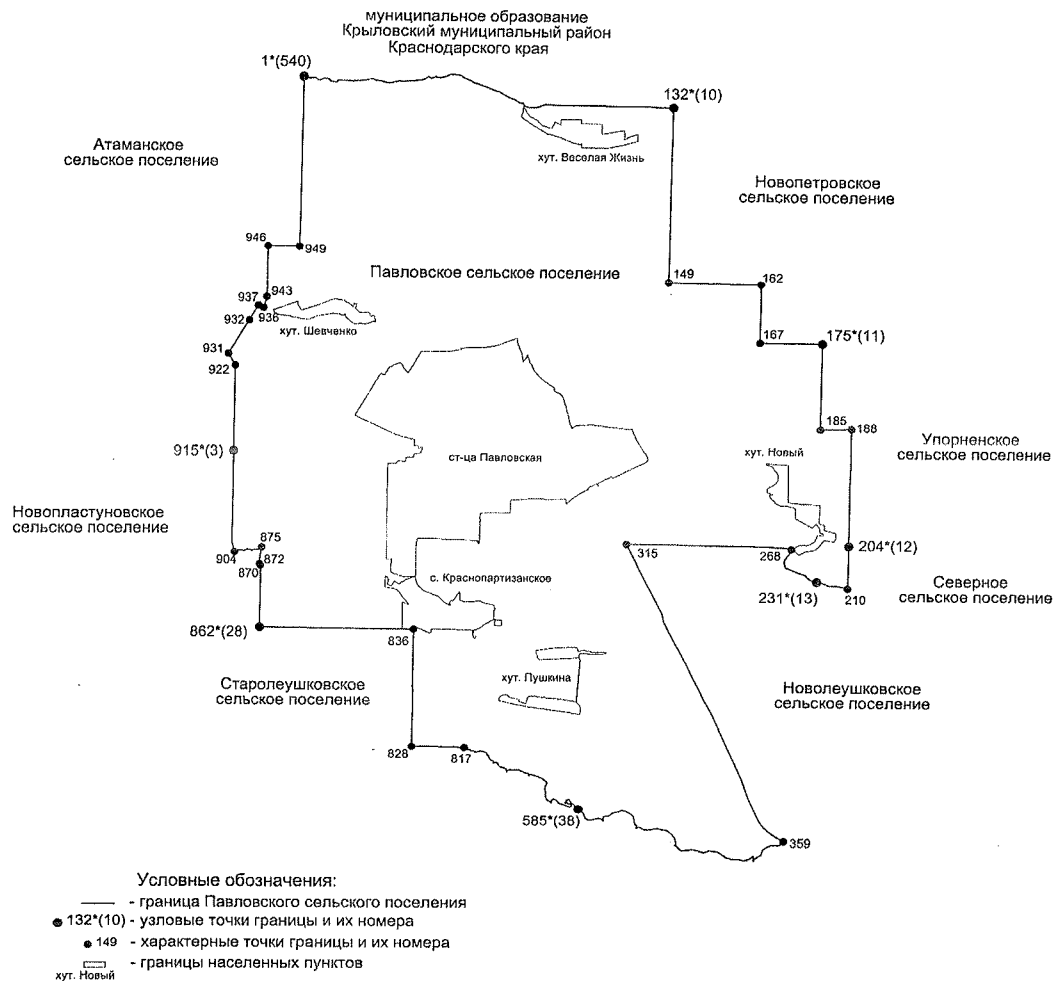 муниципальное образование
Крыловский муниципальный район
Краснодарского края
1*(540)
132*(10)
Атаманское
сельское поселение
хут. Веселая Жизнь
Новопетровское
сельское поселение
946
949
Павловское сельское поселение
149
162
943
937
936
932
хут. Шевченко
167
175*(11)
931
922
185
188
915*(3)
ст-ца Павловская
хут. Новый
Упорненское
сельское поселение
Новопластуновское
сельское поселение
875
904
872
870
315
268
204*(12)
с. Краснопартизанское
231*(13)
210
Северное
сельское поселение
862*(28)
836
Старолеушковское
сельское поселение
хут. Пушкина
Новолеушковское
сельское поселение
828
817
585*(38)
359
Условные обозначения:
- граница Павловского сельского поселения
132*(10) - узловые точки границы и их номера
149 - характерные точки границы и их номера
- границы населенных пунктов
хут. Новый